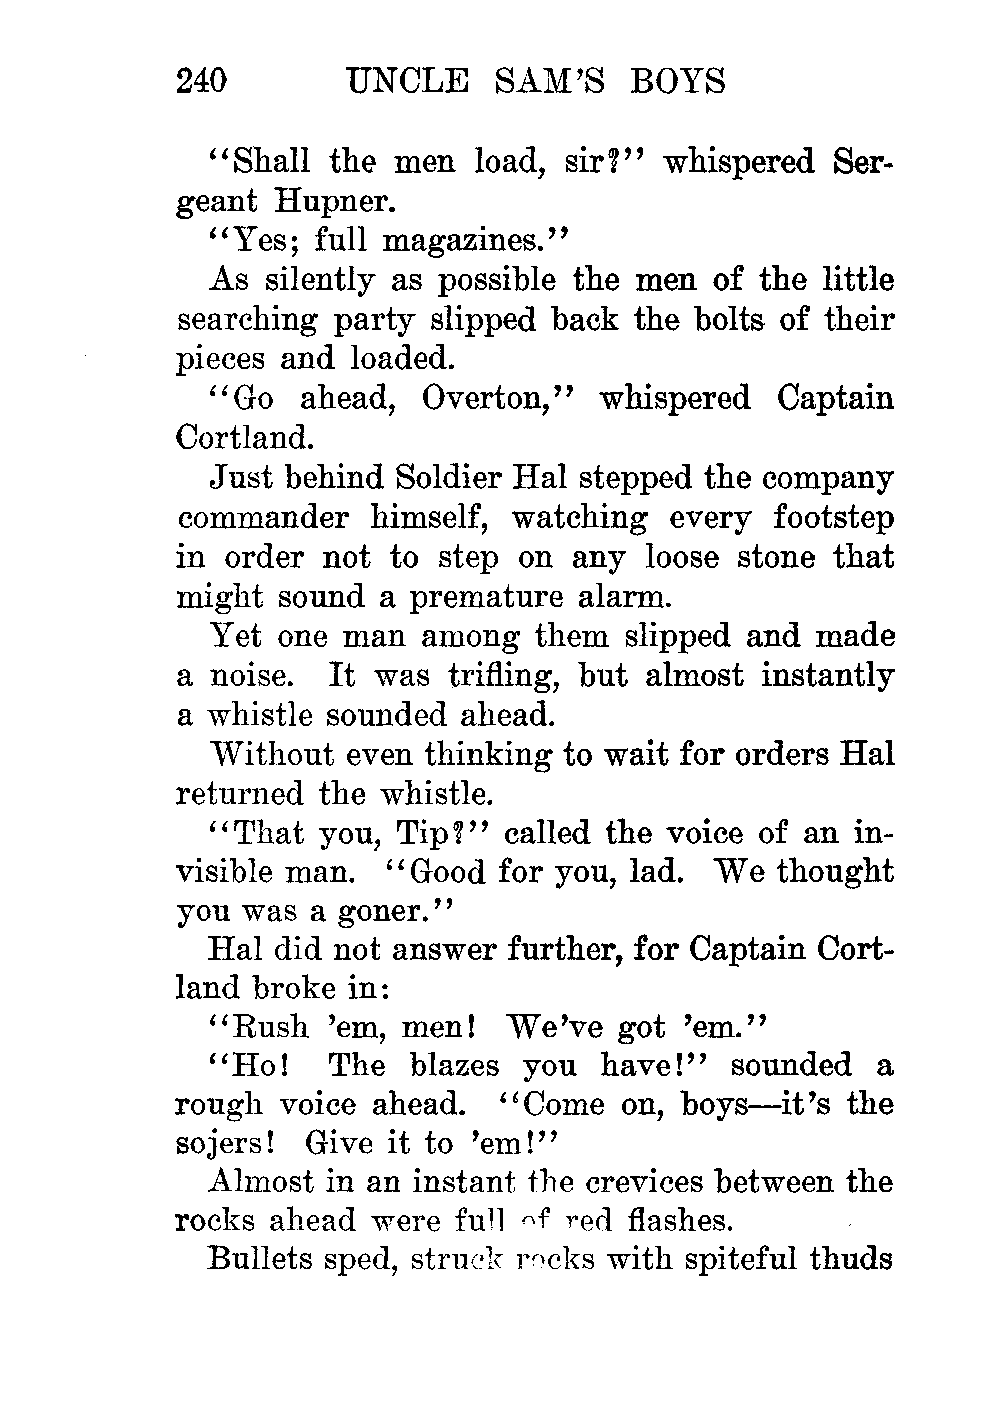 240 UNCLE SAM'S BOYS
"Shall the men load, sir?" whispered Ser-
geant Hupner.
"Yes; full magazines."
As silently as possible the men of the little
searching party slipped back the bolts of their
pieces and loaded.
"Go ahead, Overton," whispered Captain
Cortland.
Just behind Soldier Hal stepped the company
commander himself, watching every footstep
in order not to step on any loose stone that
might sound a premature alarm.
Yet one man among them slipped and made
a noise. It was trifling, but almost instantly
a whistle sounded ahead.
Without even thinking to wait for orders Hal
returned the whistle.
"That you, Tip?" called the voice of an in-
visible man. "Good for you, lad. We thought
you was a goner."
Hal did not answer further, for Captain Cort-
land broke in:
"Rush 'em, men! We've got 'em."
"Ho! The blazes you have!" sounded a
rough voice ahead. "Come on, boys—it's the
sojers! Give it to 'em!"
Almost in an instant the crevices between the
rocks ahead were full of red flashes.
Bullets sped, struck rocks with spiteful thuds